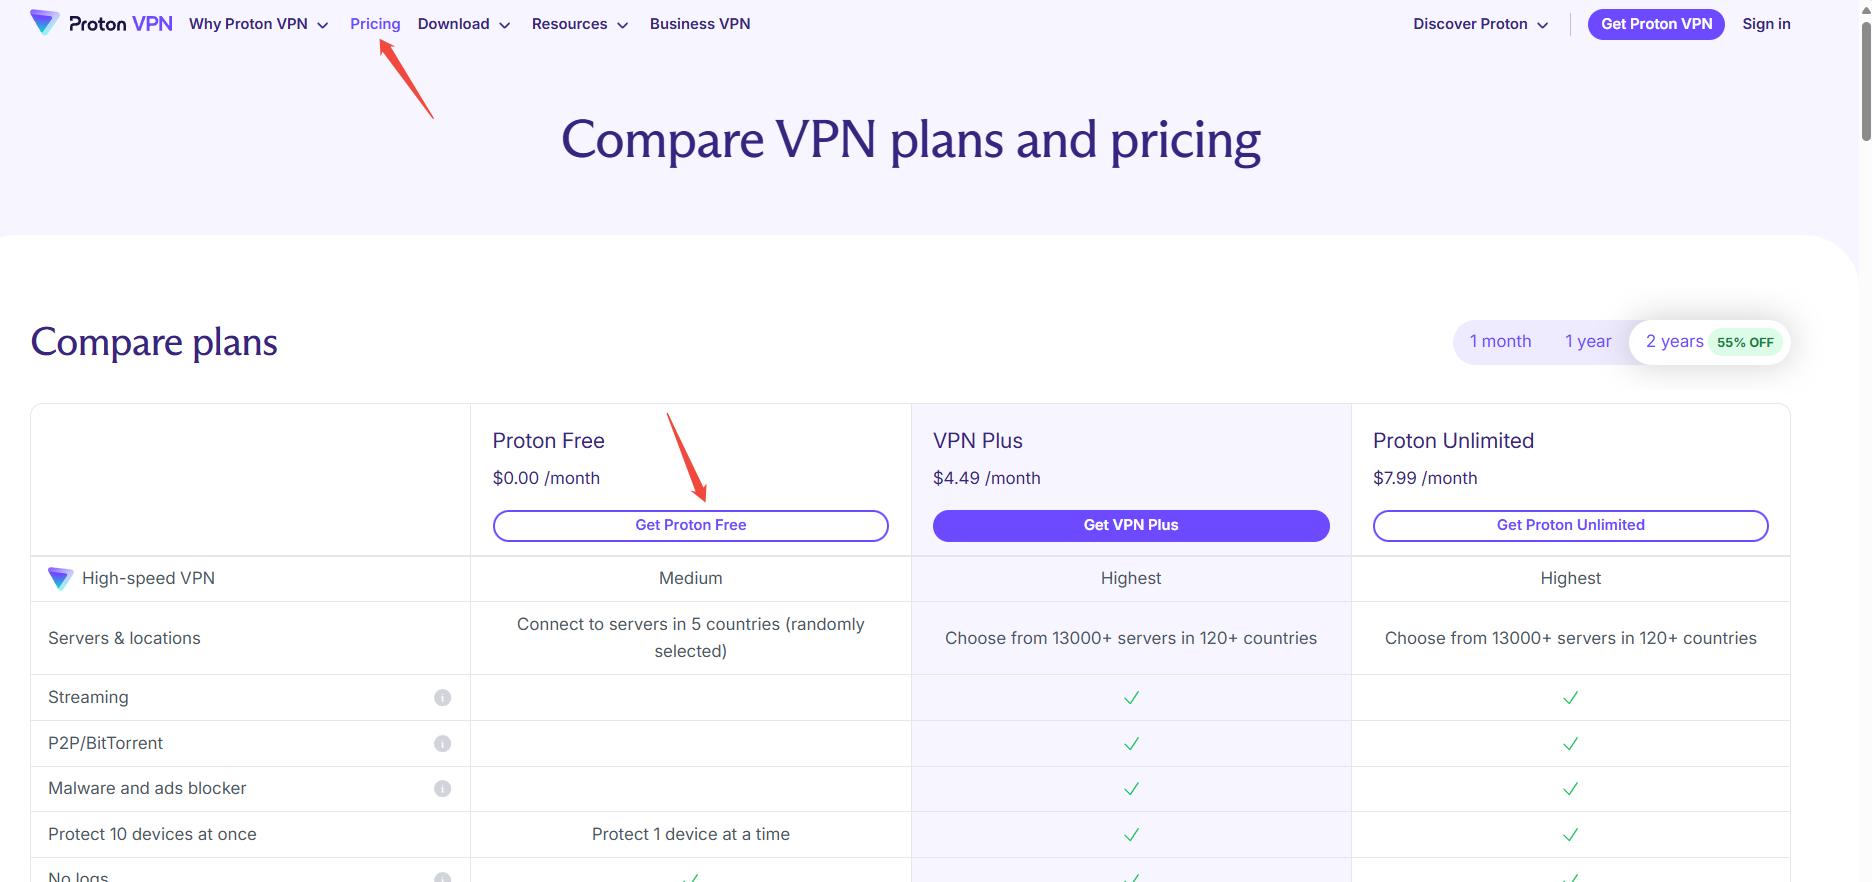 Proton VPN Why Proton VPN Pricing Download Resources Business VPN Discover Proton Get Proton VPN Sign in
Compare VPN plans and pricing
Compare plans
1 month 1 year 2 years 55% OFF
Proton Free VPN Plus Proton Unlimited
$0.00 /month $4.49 /month $7.99 /month
Get Proton Free Get VPN Plus Get Proton Unlimited
High-speed VPN Medium Highest Highest
Servers & locations Connect to servers in 5 countries (randomly
selected) Choose from 13000+ servers in 120+ countries Choose from 13000+ servers in 120+ countries
Streaming
P2P/BitTorrent
Malware and ads blocker
Protect 10 devices at once Protect 1 device at a time
No logs